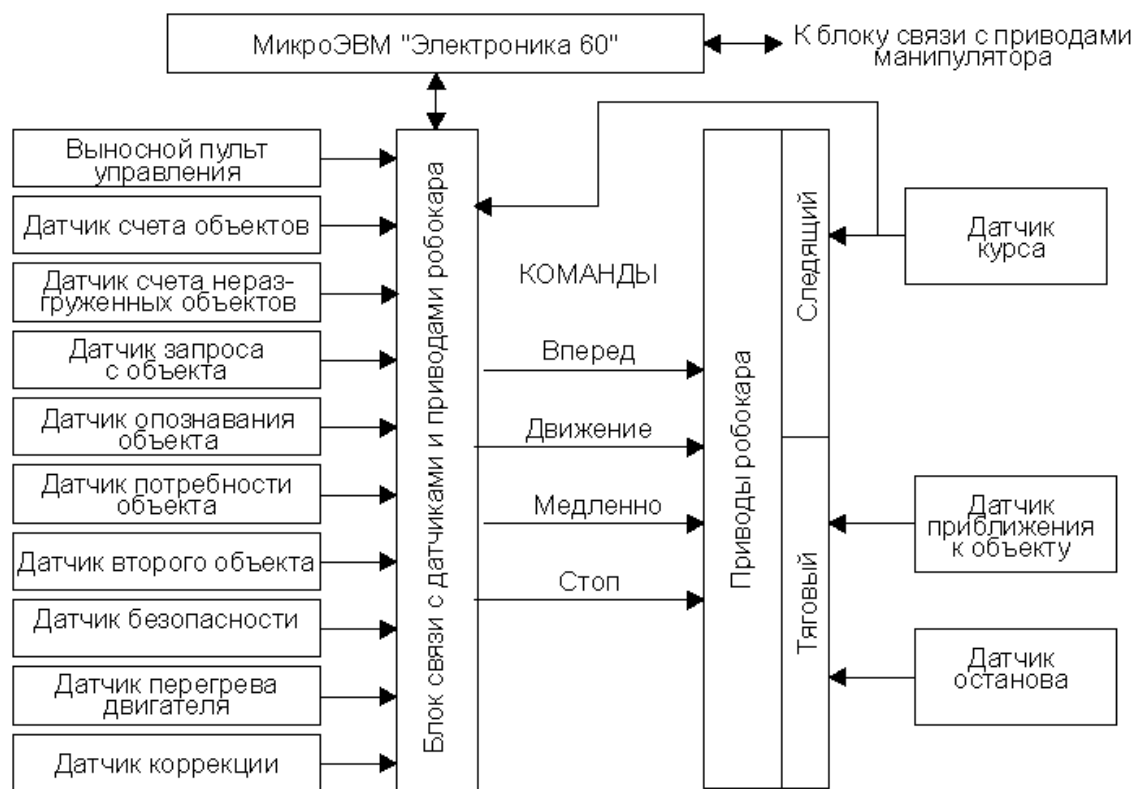 МикроЭВМ "Электроника 60"
К блоку связи с приводами
манипулятора
Выносной пульт
управления
Датчик счета объектов
Датчик счета нераз-
груженных объектов
Датчик запроса
с объекта
Датчик опознавания
объекта
Датчик потребности
объекта
Датчик второго объекта
Датчик безопасности
Датчик перегрева
двигателя
Датчик коррекции
Блок связи с датчиками и приводами робокара
КОМАНДЫ
Вперед
Движение
Медленно
Стоп
Приводы робокара
Следящий
Тяговый
Датчик
курса
Датчик
приближения
к объекту
Датчик
останова